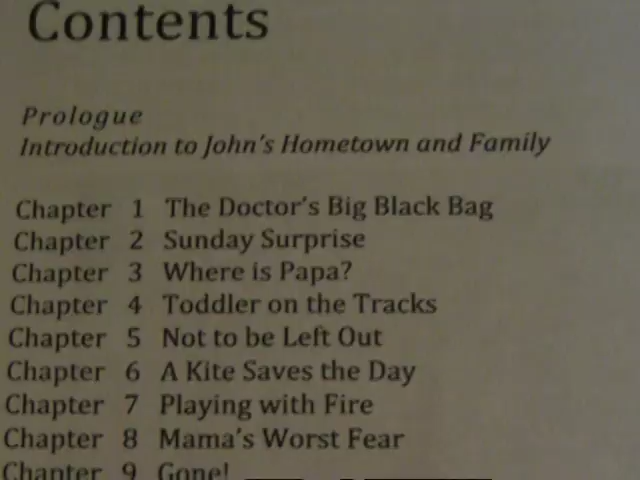 Contents
Prologue
Introduction to John's Hometown and Family
Chapter 1 The Doctor's Big Black Bag
Chapter 2 Sunday Surprise
Chapter 3 Where is Papa?
Chapter 4 Toddler on the Tracks
Chapter 5 Not to be Left Out
Chapter 6 A Kite Saves the Day
Chapter 7 Playing with Fire
Chapter 8 Mama's Worst Fear
Chapter 9 Gone!